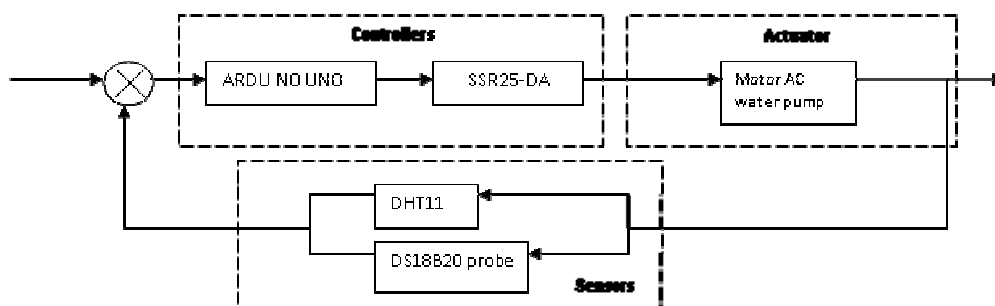 Controllers
Actuator
ARDU NO UNO
SSR25-DA
Motor AC
water pump
DHT11
DS18B20 probe
Sensors